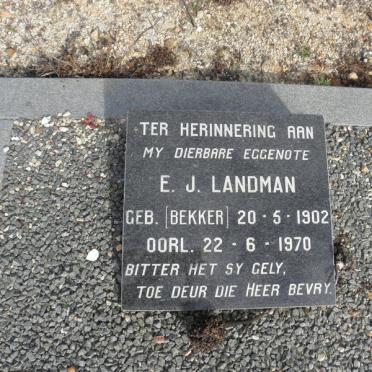 TER HERINNERING AAN
MY DIERBARE EGGENOTE
E. J. LANDMAN
GEB. [BEKKER] 20-5-1902
OORL. 22-6-1970
BITTER HET SY GELY,
TOE DEUR DIE HEER BEVRY.